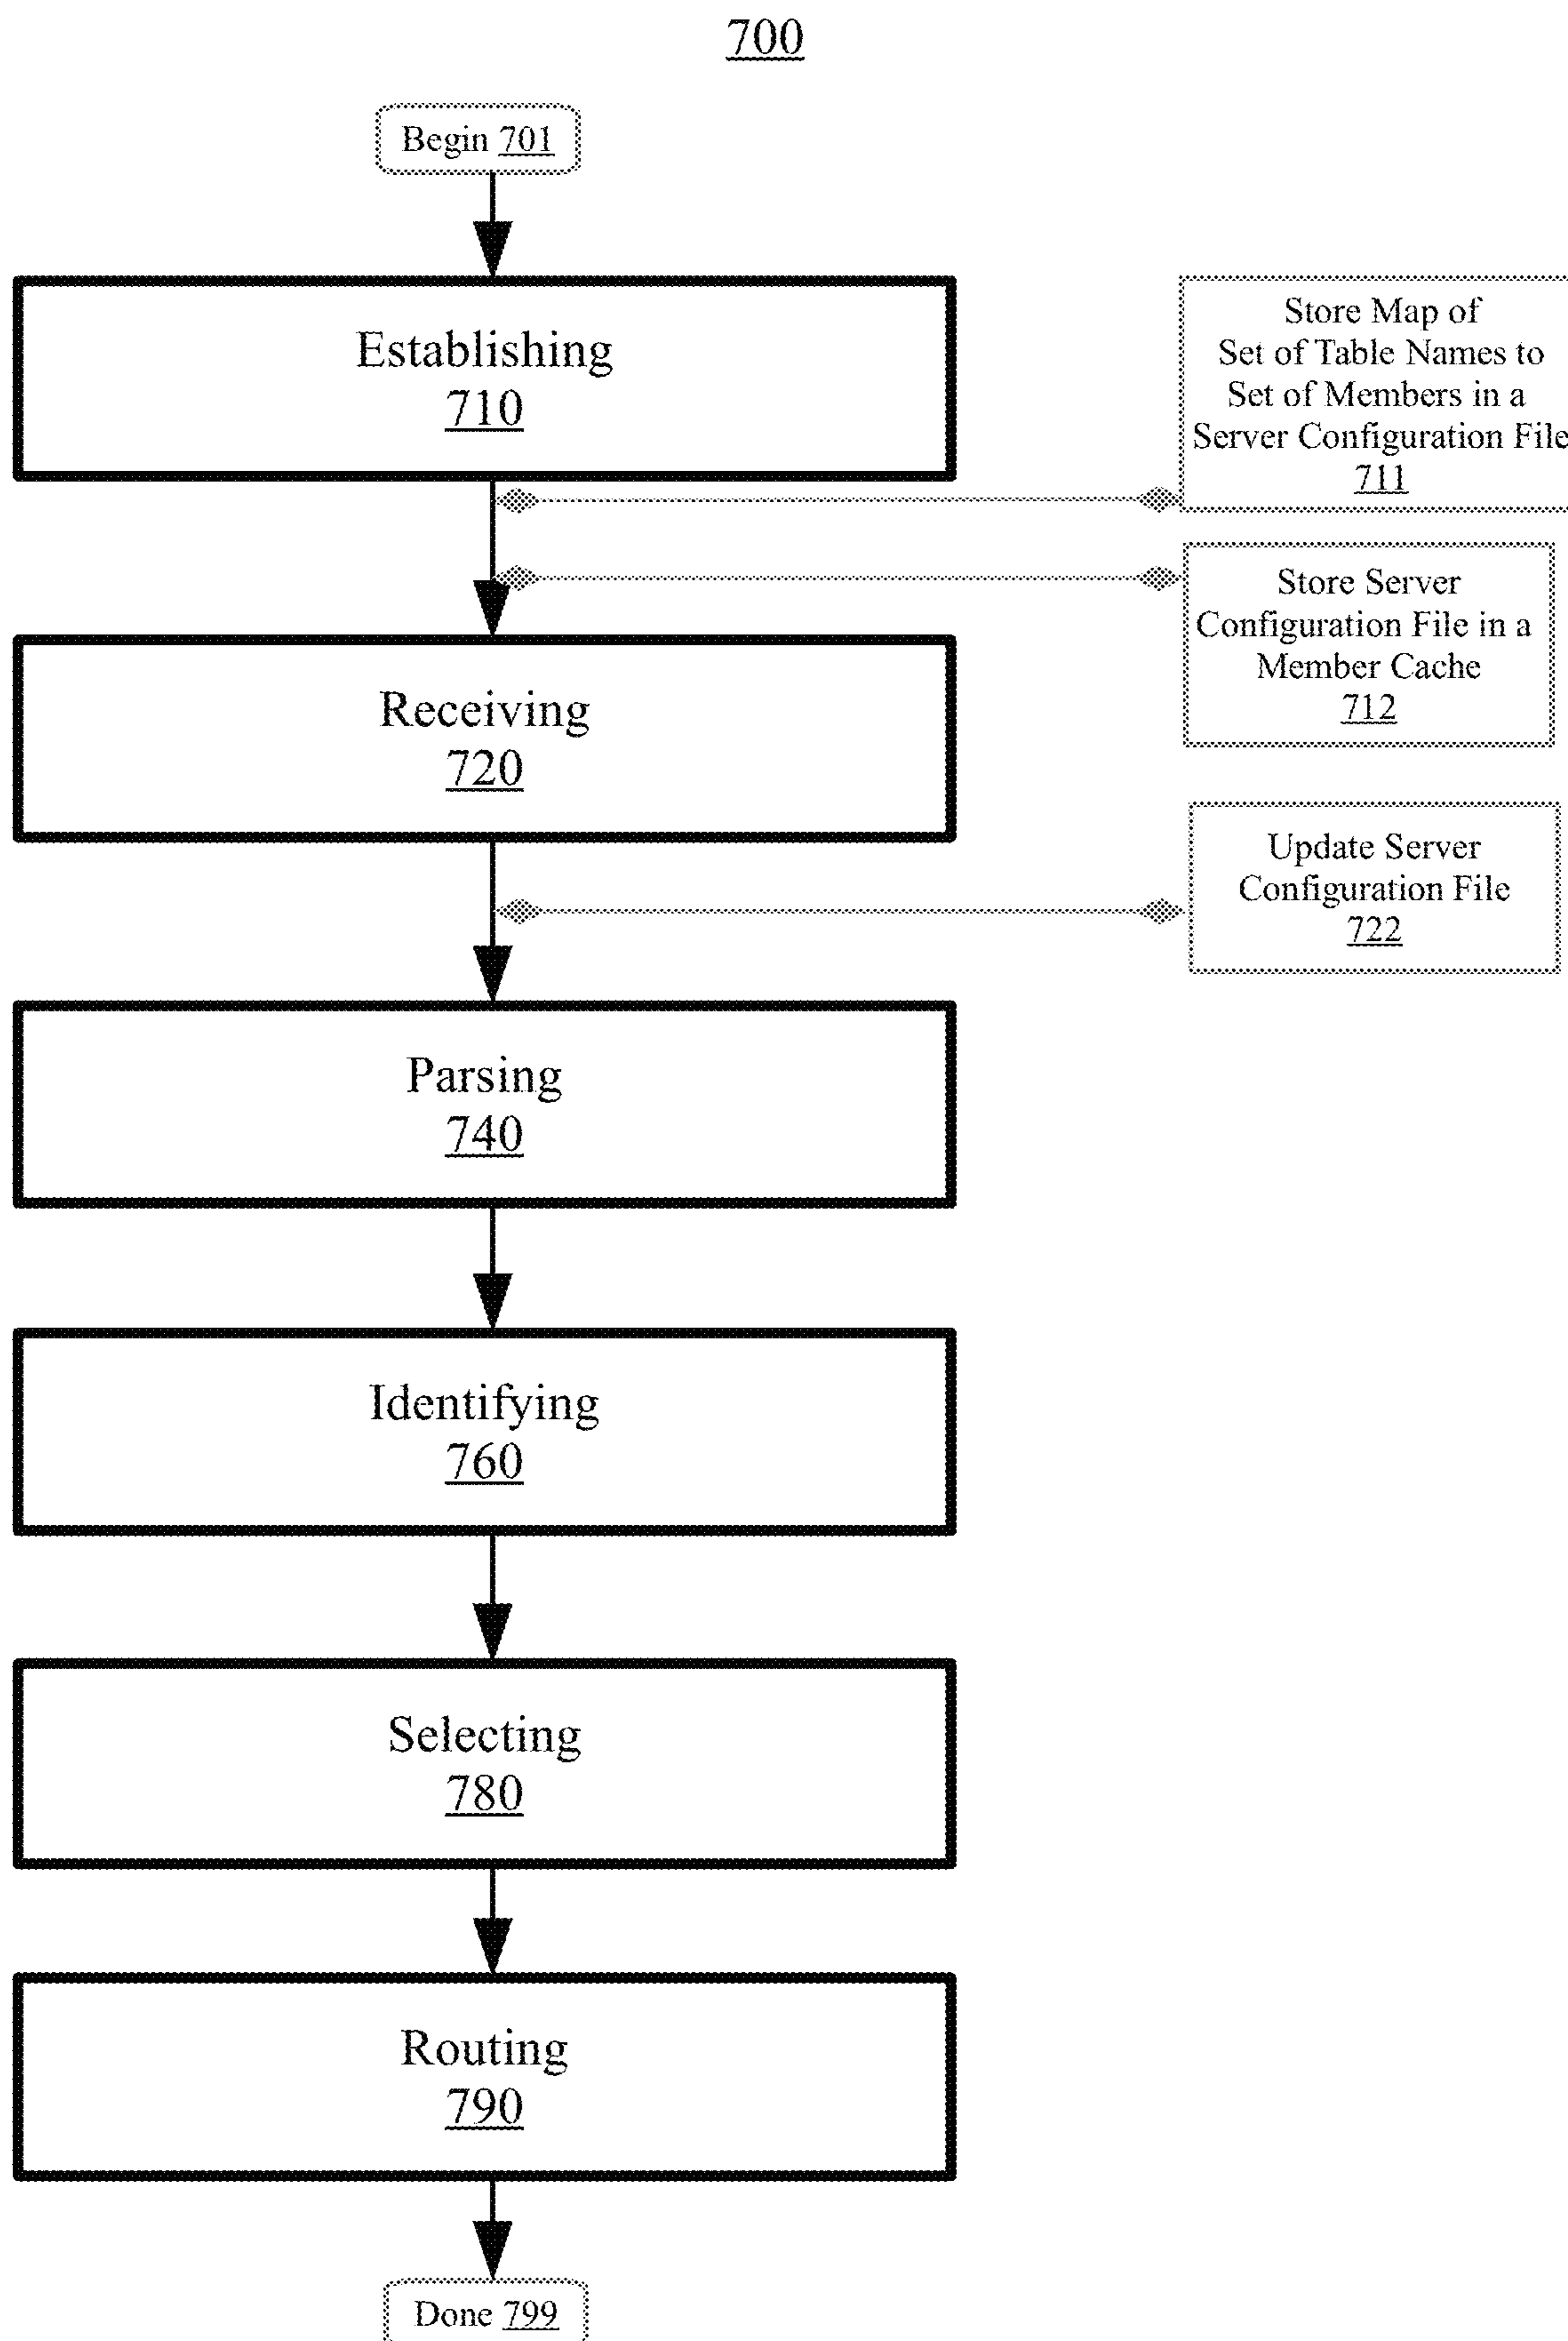 700
Begin 701
Establishing
710
Store Map of
Set of Table Names to
Set of Members in a
Server Configuration File
711
Store Server
Configuration File in a
Member Cache
712
Receiving
720
Update Server
Configuration File
722
Parsing
740
Identifying
760
Selecting
780
Routing
790
Done 799